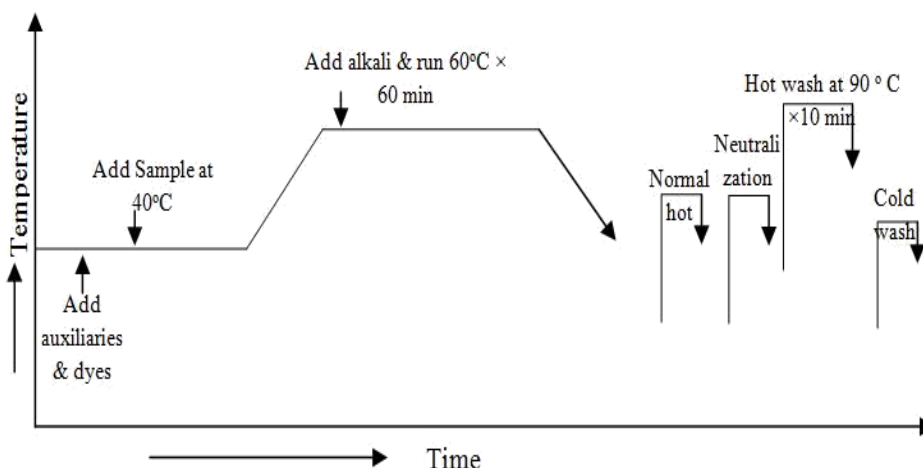 Temperature
Add alkali & run 60°C ×
60 min
Hot wash at 90 ° C
×10 min
Add Sample at
40°C
Neutrali
zation
Normal
hot
Cold
wash
Add
auxiliaries
& dyes
Time